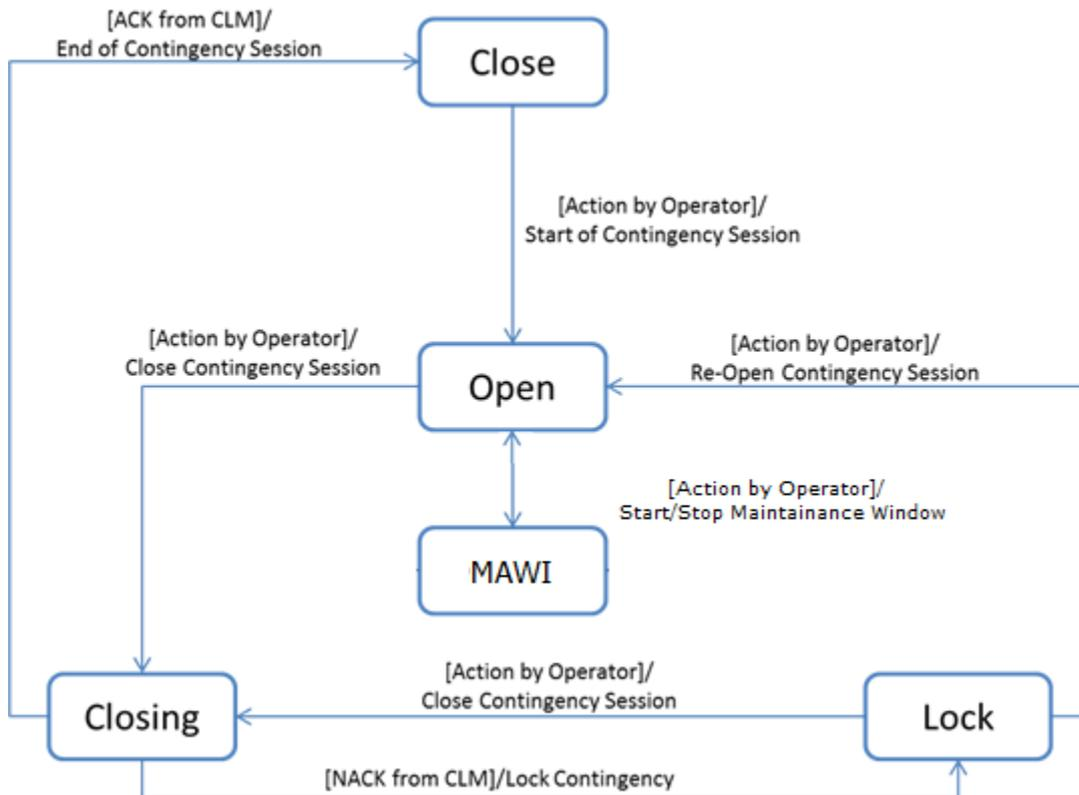 [ACK from CLM]/
End of Contingency Session
Close
[Action by Operator]/
Start of Contingency Session
[Action by Operator]/
Close Contingency Session
Open
[Action by Operator]/
Re-Open Contingency Session
[Action by Operator]/
Start/Stop Maintainance Window
MAWI
Closing
[Action by Operator]/
Close Contingency Session
Lock
[NACK from CLM]/Lock Contingency